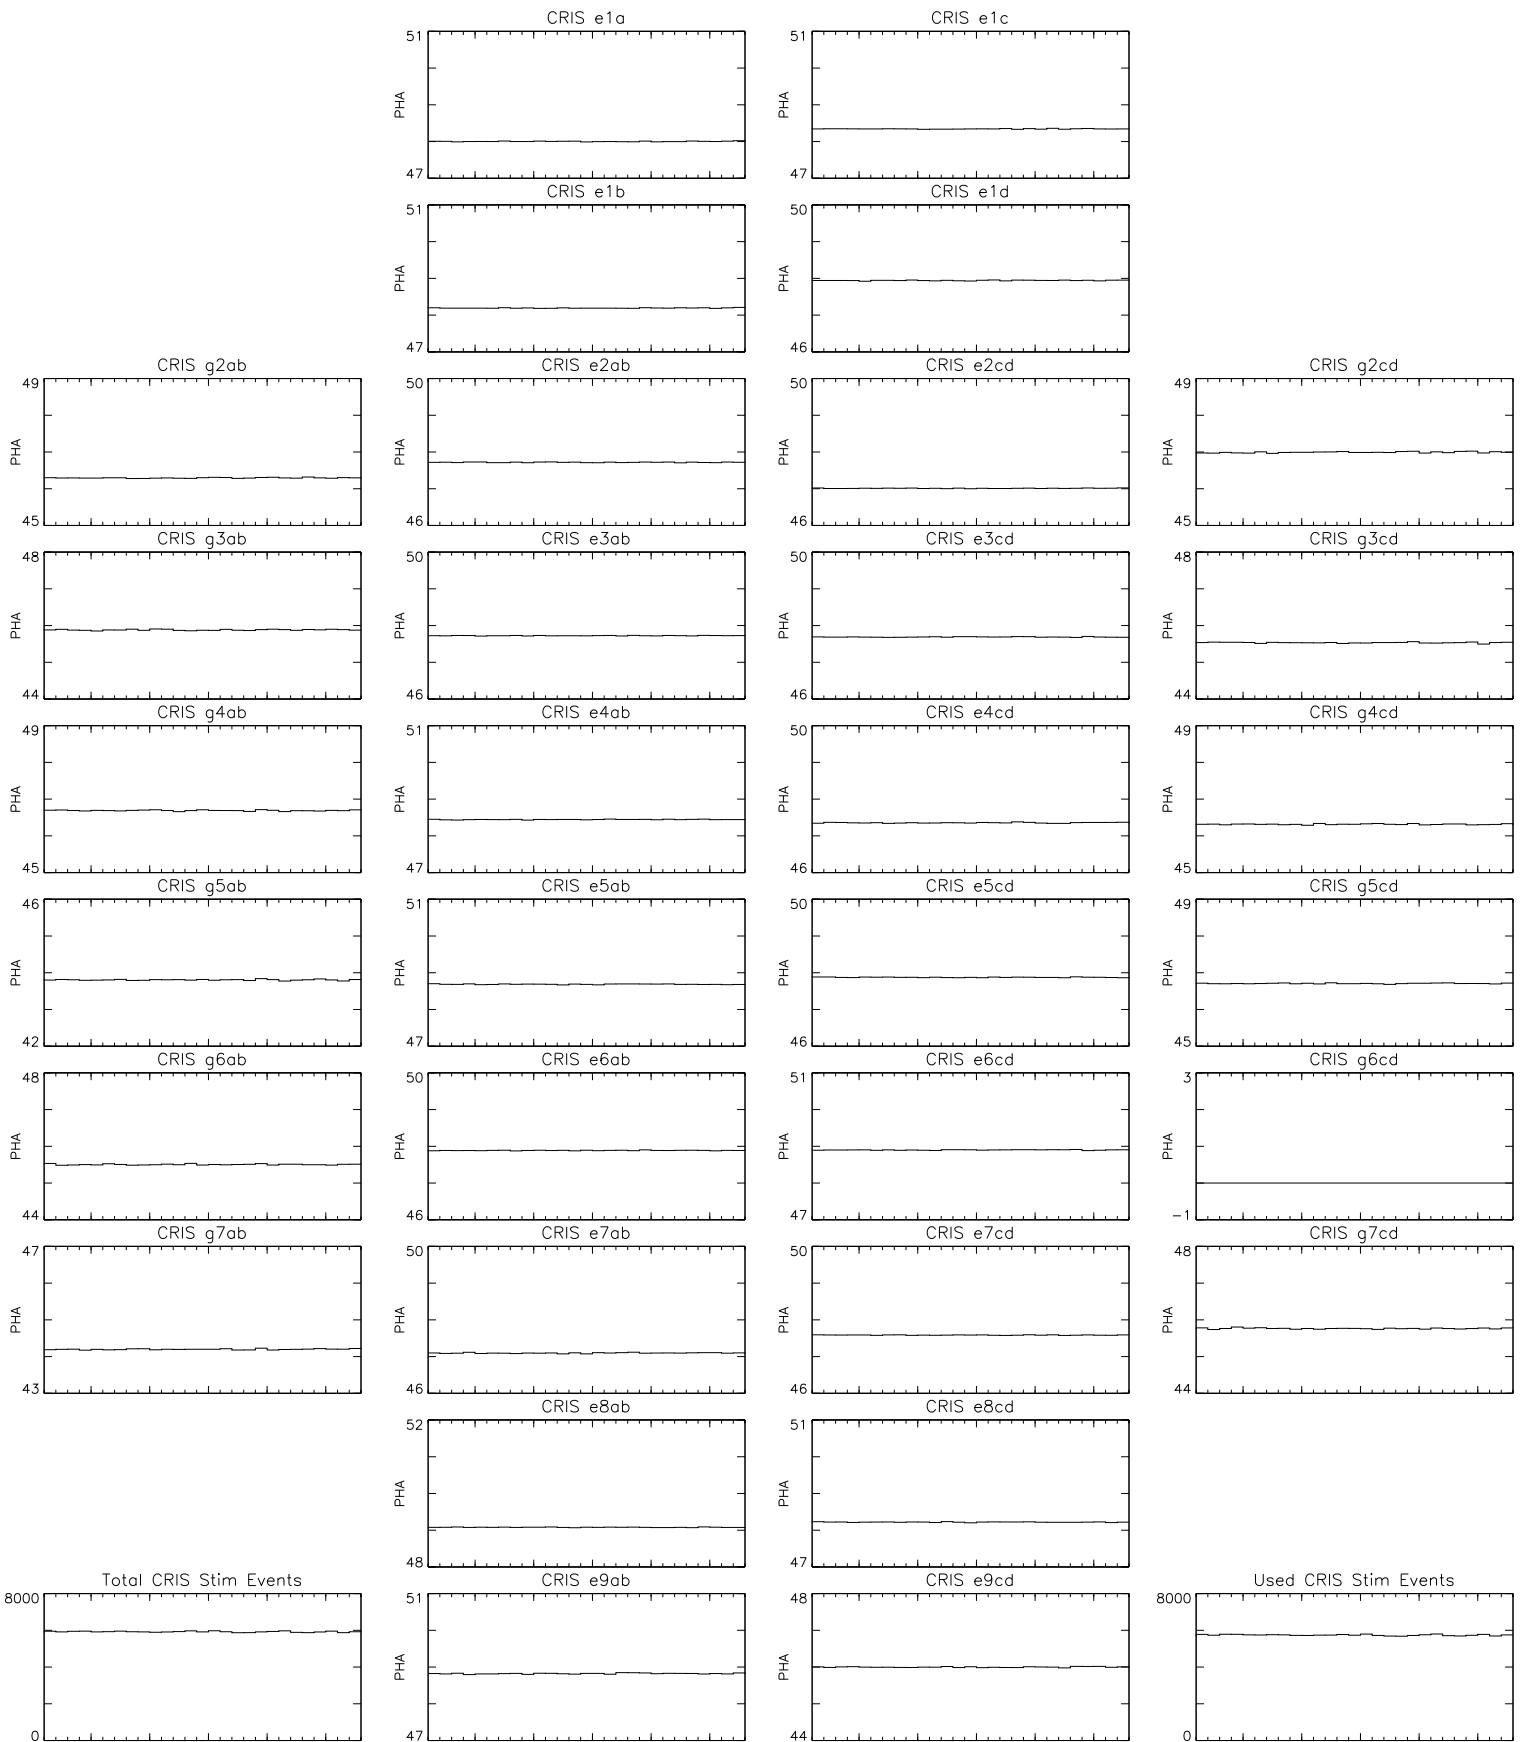 CRIS e1a
51
PHA
47
CRIS e1c
51
PHA
47
CRIS e1b
51
PHA
47
CRIS e1d
50
PHA
46
CRIS g2ab
49
PHA
45
CRIS e2ab
50
PHA
46
CRIS e2cd
50
PHA
46
CRIS g2cd
49
PHA
45
CRIS g3ab
48
PHA
44
CRIS e3ab
50
PHA
46
CRIS e3cd
50
PHA
46
CRIS g3cd
48
PHA
44
CRIS g4ab
49
PHA
45
CRIS e4ab
51
PHA
47
CRIS e4cd
50
PHA
46
CRIS g4cd
49
PHA
45
CRIS g5ab
46
PHA
42
CRIS e5ab
51
PHA
47
CRIS e5cd
50
PHA
46
CRIS g5cd
49
PHA
45
CRIS g6ab
48
PHA
44
CRIS e6ab
50
PHA
46
CRIS e6cd
51
PHA
47
CRIS g6cd
3
PHA
-1
CRIS g7ab
47
PHA
43
CRIS e7ab
50
PHA
46
CRIS e7cd
50
PHA
46
CRIS g7cd
48
PHA
44
CRIS e8ab
52
PHA
48
CRIS e8cd
51
PHA
47
Total CRIS Stim Events
8000
0
CRIS e9ab
51
PHA
47
CRIS e9cd
48
PHA
44
Used CRIS Stim Events
8000
0